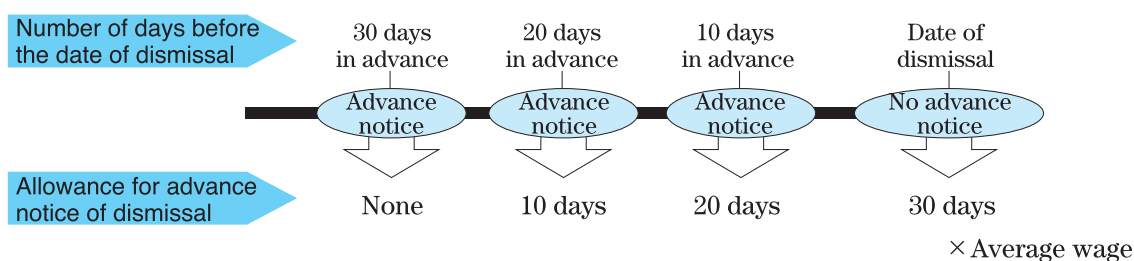 Number of days before
the date of dismissal
30 days
in advance
20 days
in advance
10 days
in advance
Date of
dismissal
Advance
notice
Advance
notice
Advance
notice
No advance
notice
Allowance for advance
notice of dismissal
None
10 days
20 days
30 days
× Average wage